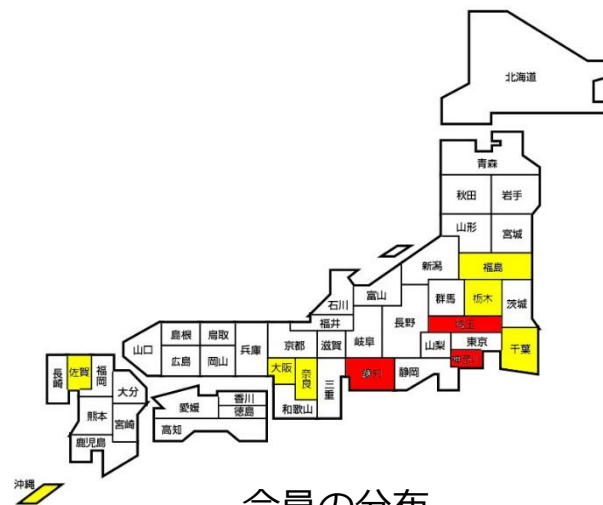 北海道
青森
秋田
岩手
山形
宮城
新潟
福島
石川
富山
群馬
栃木
茨城
福井
長野
埼玉
山口
島根
鳥取
兵庫
京都
滋賀
岐阜
山梨
東京
千葉
広島
岡山
大阪
奈良
三重
愛知
静岡
神奈川
和歌山
長崎
佐賀
福岡
大分
愛媛
香川
徳島
高知
熊本
宮崎
鹿児島
沖縄
会員の分布